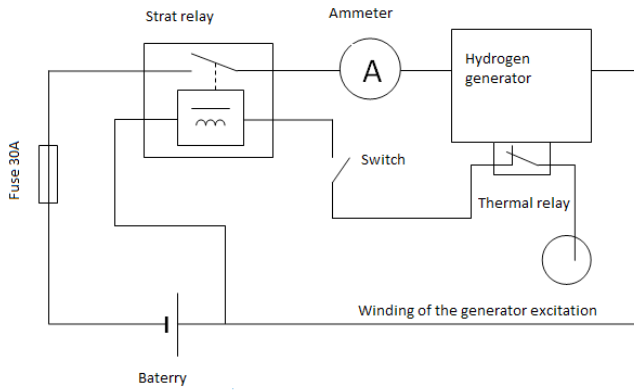 Strat relay
Ammeter
A
Hydrogen
generator
Fuse 30A
Switch
Thermal relay
Winding of the generator excitation
Baterry